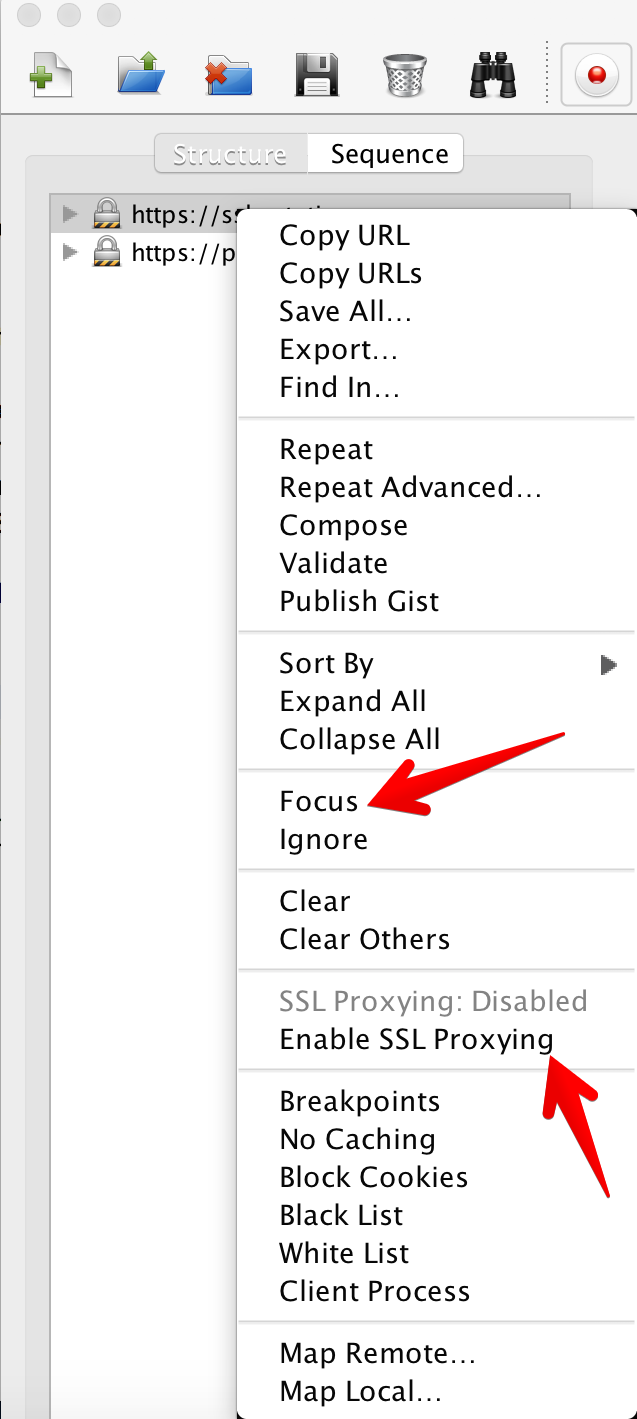 Structure
Sequence
https://ss
https://p
Copy URL
Copy URLs
Save All...
Export...
Find In...
Repeat
Repeat Advanced...
Compose
Validate
Publish Gist
Sort By
Expand All
Collapse All
Focus
Ignore
Clear
Clear Others
SSL Proxying: Disabled
Enable SSL Proxying
Breakpoints
No Caching
Block Cookies
Black List
White List
Client Process
Map Remote...
Map Local...